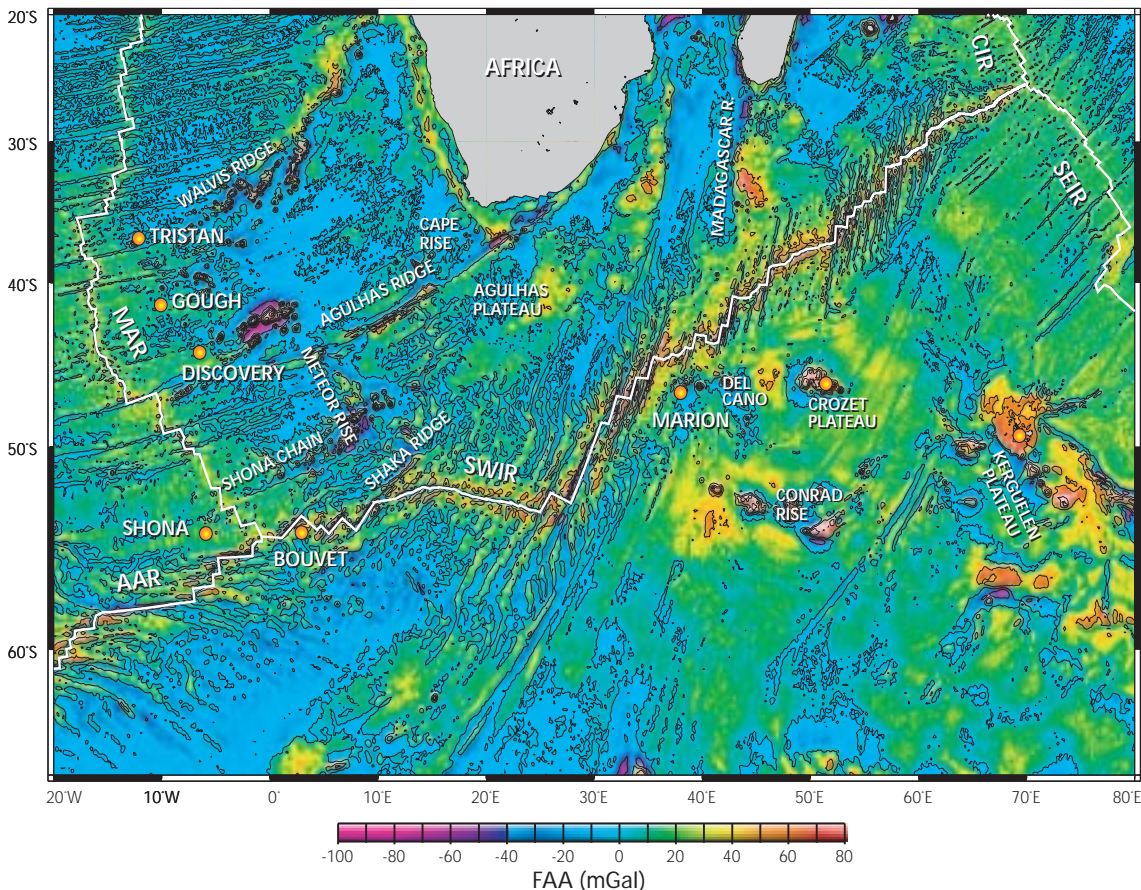 20°S
30°S
40°S
50°S
60°S
AFRICA
CIR
SEIR
MADAGASCAR R.
WALVIS RIDGE
TRISTAN
CAPE
RISE
GOUGH
AGULHAS RIDGE
AGULHAS
PLATEAU
MAR
DISCOVERY
METEOR RISE
DEL
CANO
MARION
CROZET
PLATEAU
SHONA CHAIN
SHAKA RIDGE
SWIR
KERGUELEN
PLATEAU
CONRAD
RISE
SHONA
BOUVET
AAR
20°W 10°W 0° 10°E 20°E 30°E 40°E 50°E 60°E 70°E 80°E
-100 -80 -60 -40 -20 0 20 40 60 80
FAA (mGal)